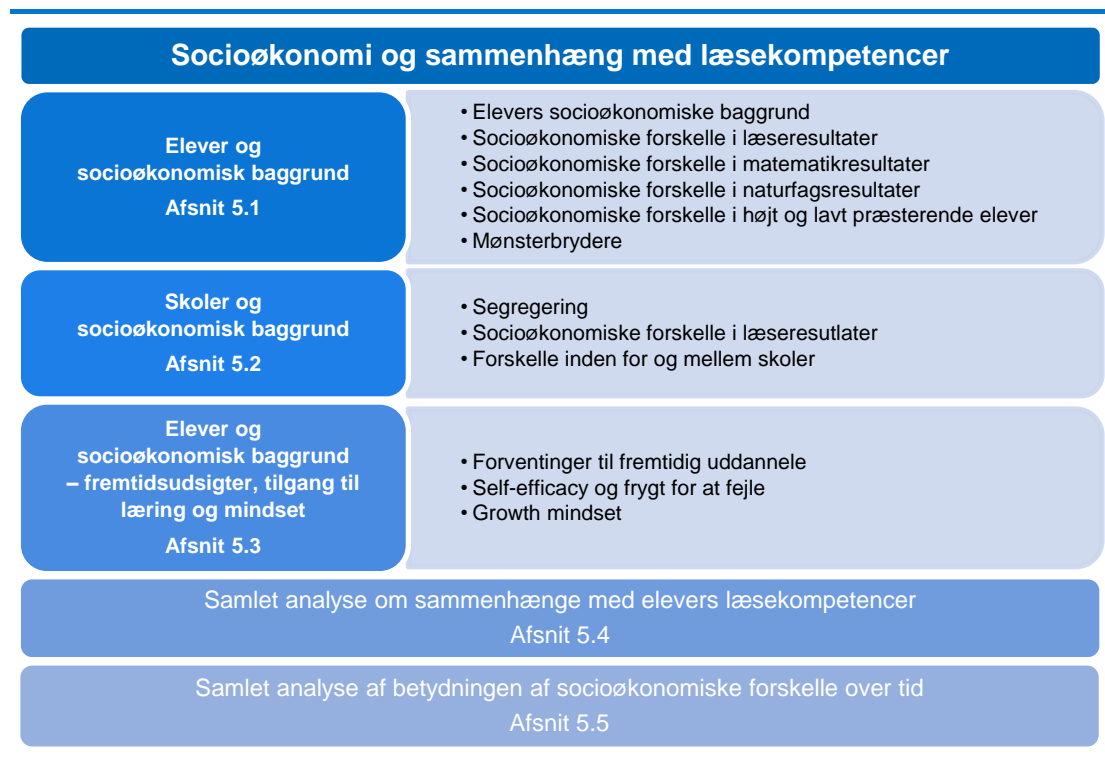 Socioøkonomi og sammenhæng med læsekompetencer
Elever og
socioøkonomisk baggrund
Afsnit 5.1
• Elevers socioøkonomiske baggrund
• Socioøkonomiske forskelle i læseresultater
• Socioøkonomiske forskelle i matematikresultater
• Socioøkonomiske forskelle i naturfagsresultater
• Socioøkonomiske forskelle i højt og lavt præsterende elever
• Mønsterbrydere
Skoler og
socioøkonomisk baggrund
Afsnit 5.2
• Segregering
• Socioøkonomiske forskelle i læseresutlater
• Forskelle inden for og mellem skoler
Elever og
socioøkonomisk baggrund
– fremtidsudsigter, tilgang til
læring og mindset
Afsnit 5.3
• Forventinger til fremtidig uddannele
• Self-efficacy og frygt for at fejle
• Growth mindset
Samlet analyse om sammenhænge med elevers læsekompetencer
Afsnit 5.4
Samlet analyse af betydningen af socioøkonomiske forskelle over tid
Afsnit 5.5